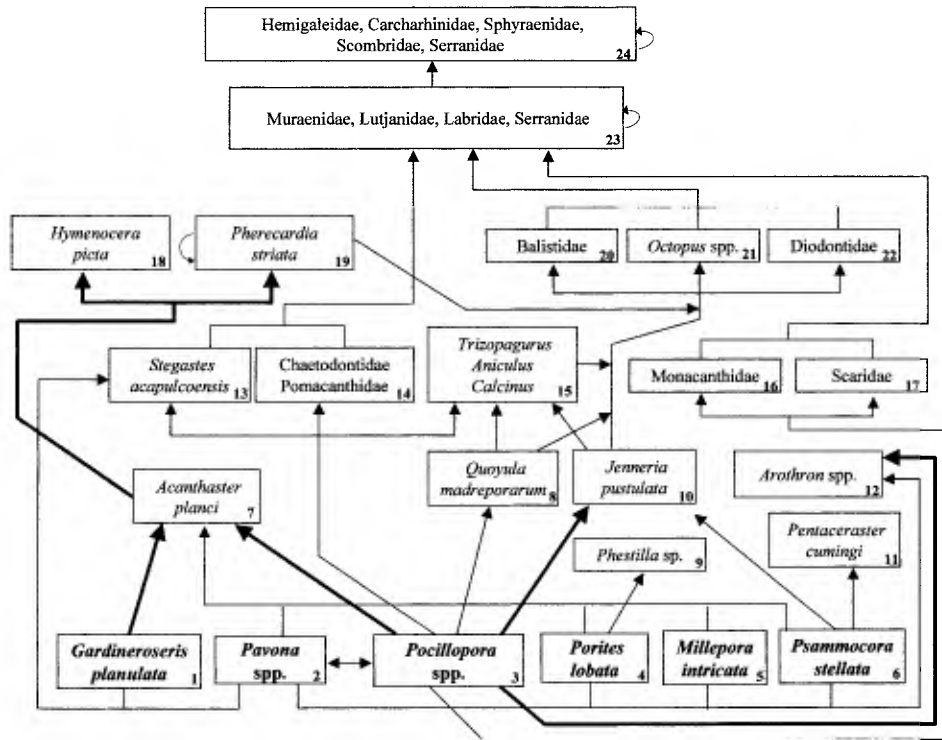 Hemigaleidae, Carcharhinidae, Sphyraenidae,
Scombridae, Serranidae
24
Muraenidae, Lutjanidae, Labridae, Serranidae
23
Hymenocera
picta 18
Pherecardia
striata 19
Balistidae 20
Octopus spp. 21
Diodontidae 22
Stegastes
acapulcoensis 13
Chaetodontidae
Pomacanthidae 14
Trizopagurus
Aniculus
Calcinus 15
Monacanthidae 16
Scaridae 17
Acanthaster
planci 7
Quoyula
madreporarum 8
Jenneria
pustulata 10
Arothron spp. 12
Phestilla sp. 9
Pentaceraster
cumingi 11
Gardineroseris
planulata 1
Pavona
spp. 2
Pocillopora
spp. 3
Porites
lobata 4
Millepora
intricata 5
Psammocora
stellata 6